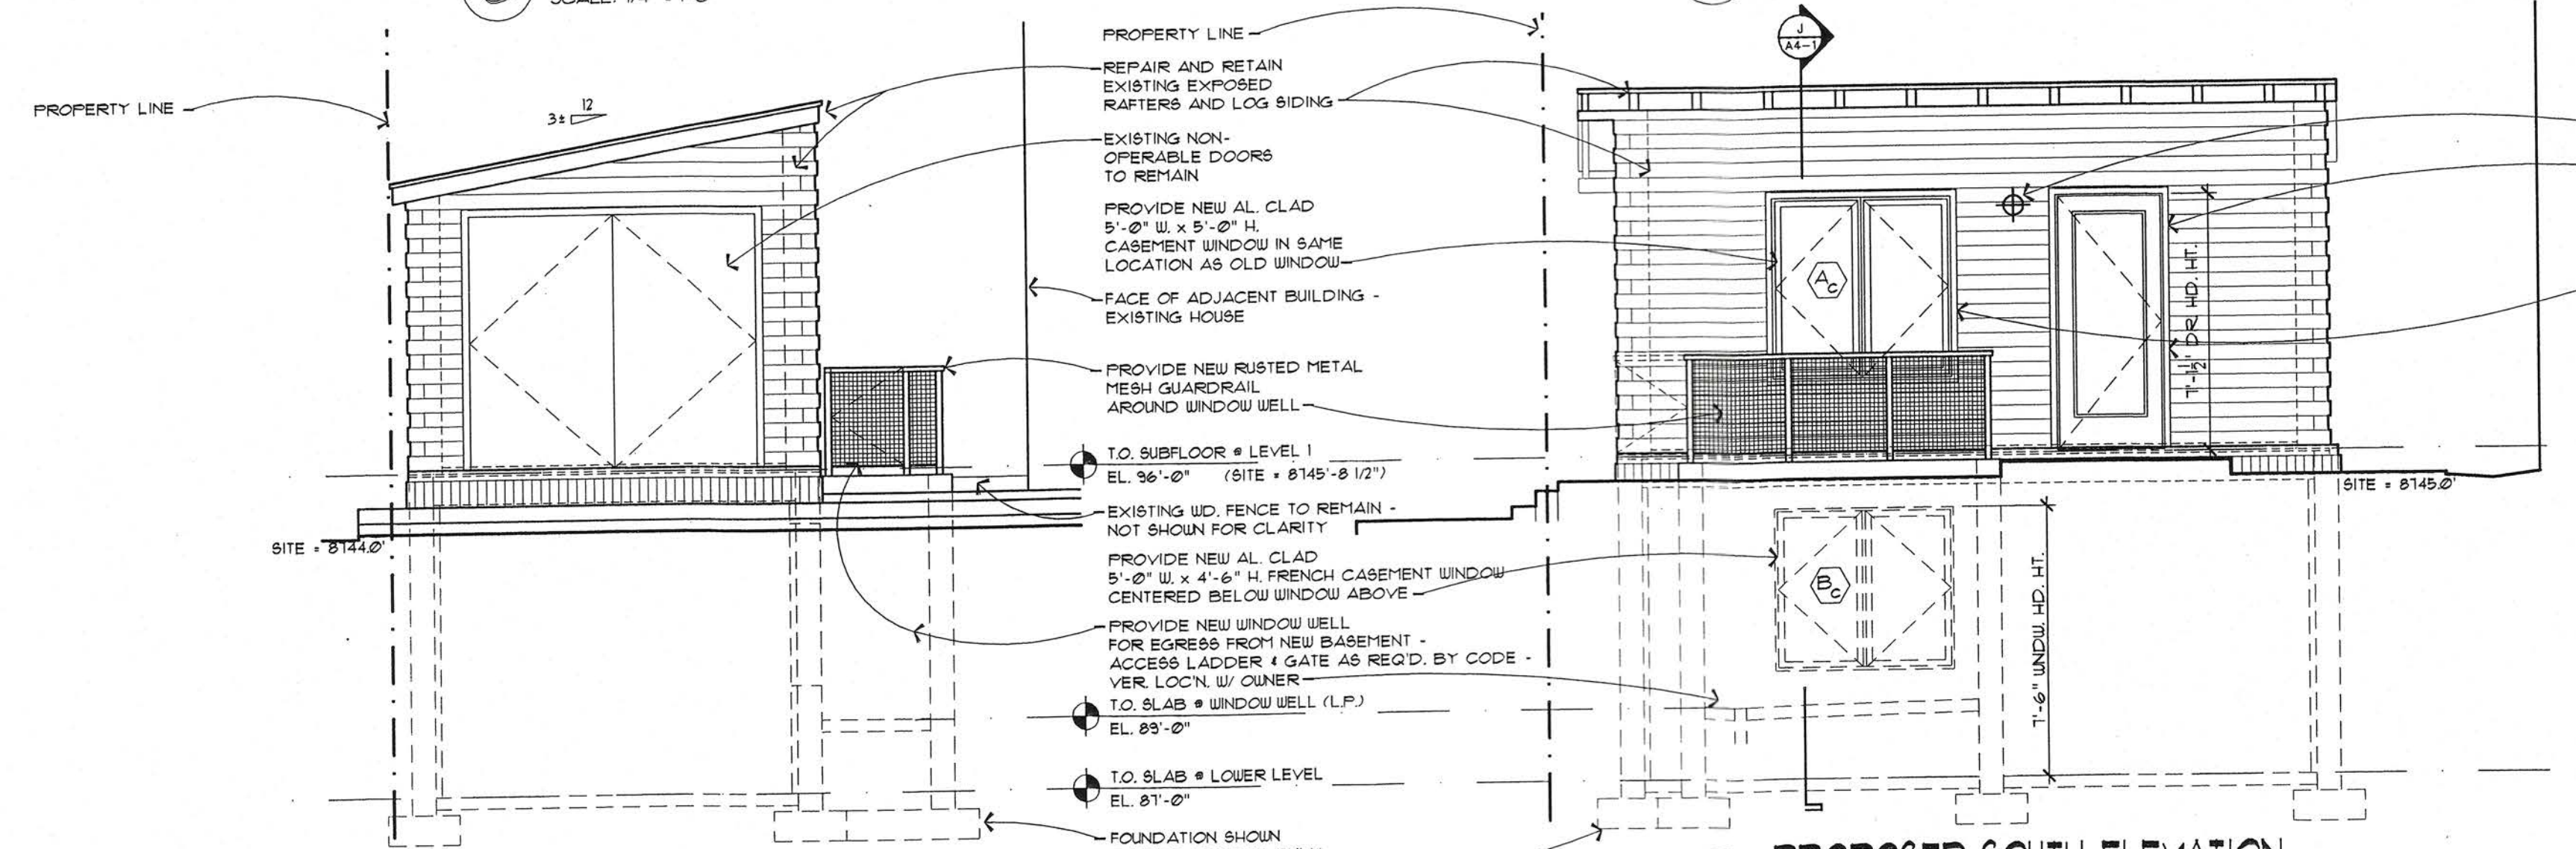 PROPERTY LINE
12
3±
PROPERTY LINE
REPAIR AND RETAIN
EXISTING EXPOSED
RAFTERS AND LOG SIDING
EXISTING NON-
OPERABLE DOORS
TO REMAIN
PROVIDE NEW AL. CLAD
5'-0" W. x 5'-0" H.
CASEMENT WINDOW IN SAME
LOCATION AS OLD WINDOW
FACE OF ADJACENT BUILDING -
EXISTING HOUSE
PROVIDE NEW RUSTED METAL
MESH GUARDRAIL
AROUND WINDOW WELL
T.O. SUBFLOOR @ LEVEL 1
EL. 96'-0" (SITE = 8745'-8 1/2")
EXISTING WD. FENCE TO REMAIN -
NOT SHOWN FOR CLARITY
SITE = 8744.0'
PROVIDE NEW AL. CLAD
5'-0" W. x 4'-6" H. FRENCH CASEMENT WINDOW
CENTERED BELOW WINDOW ABOVE
PROVIDE NEW WINDOW WELL
FOR EGRESS FROM NEW BASEMENT -
ACCESS LADDER & GATE AS REQ'D. BY CODE -
VER. LOC'N. W/ OWNER
T.O. SLAB @ WINDOW WELL (L.P.)
EL. 89'-0"
T.O. SLAB @ LOWER LEVEL
EL. 87'-0"
FOUNDATION SHOWN
J
A4-1
Ac
7'-1 1/2" DR. HD. HT.
SITE = 8745.0'
Bc
7'-6" WNDW. HD. HT.
PROPOSED SOUTH ELEVATION